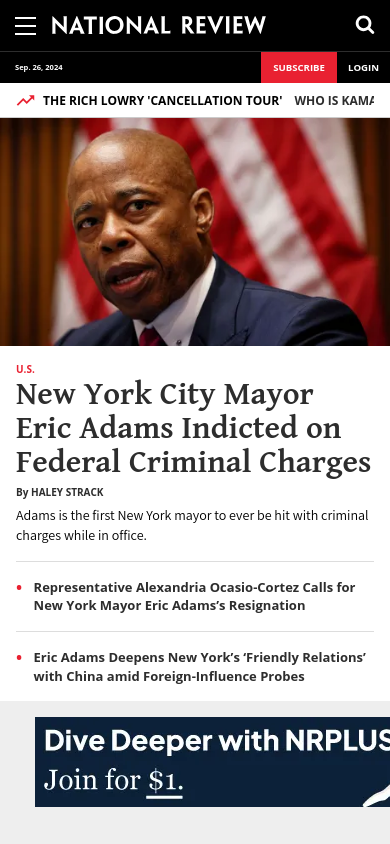 NATIONAL REVIEW
Sep. 26, 2024
SUBSCRIBE
LOGIN
THE RICH LOWRY 'CANCELLATION TOUR' WHO IS KAMA
U.S.
New York City Mayor
Eric Adams Indicted on
Federal Criminal Charges
By HALEY STRACK
Adams is the first New York mayor to ever be hit with criminal
charges while in office.
Representative Alexandria Ocasio-Cortez Calls for
New York Mayor Eric Adams’s Resignation
Eric Adams Deepens New York’s ‘Friendly Relations’
with China amid Foreign-Influence Probes
Dive Deeper with NRPLUS
Join for $1.